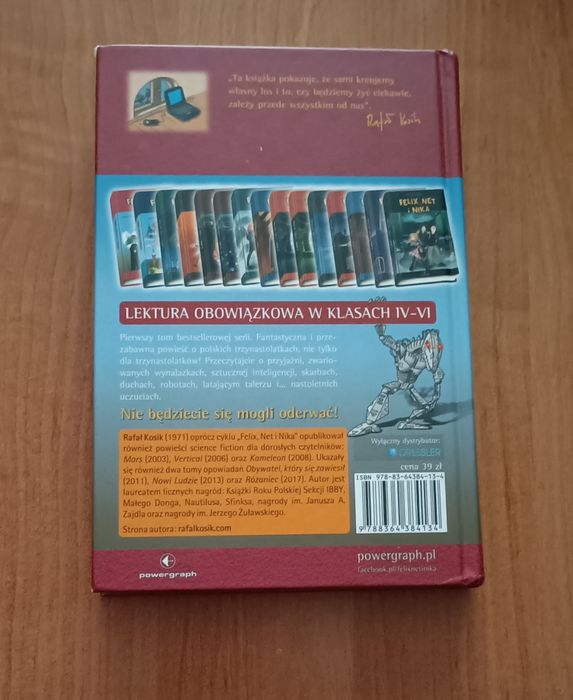 „Ta książka pokazuje, że sami kreujemy
własny los i to, czy będziemy żyć ciekawie,
zależy przede wszystkim od nas".
Rafał Kosik
FELIX, NET
i NIKA
LEKTURA OBOWIĄZKOWA W KLASACH IV–VI
Pierwszy tom bestsellerowej serii. Fantastyczna i prze-
zabawna powieść o polskich trzynastolatkach, nie tylko
dla trzynastolatków! Przeczytajcie o przyjaźni, zwario-
wanych wynalazkach, sztucznej inteligencji, skarbach,
duchach, robotach, latającym talerzu i... nastoletnich
uczuciach.
Nie będziecie się mogli oderwać!
Rafał Kosik (1971) oprócz cyklu „Felix, Net i Nika" opublikował
również powieści science fiction dla dorosłych czytelników:
Mars (2003), Vertical (2006) oraz Kameleon (2008). Ukazały
się również dwa tomy opowiadań Obywatel, który się zawiesił
(2011), Nowi Ludzie (2013) oraz Różaniec (2017). Autor jest
laureatem licznych nagród: Książki Roku Polskiej Sekcji IBBY,
Małego Donga, Nautilusa, Sfinksa, nagrody im. Janusza A.
Zajdla oraz nagrody im. Jerzego Żuławskiego.
Strona autora: rafalkosik.com
Wyłączny dystrybutor:
DRESSLER
cena 39 zł
ISBN 978-83-64384-13-4
9 788364 384134
powergraph
powergraph.pl
facebook.pl/felixnetinika